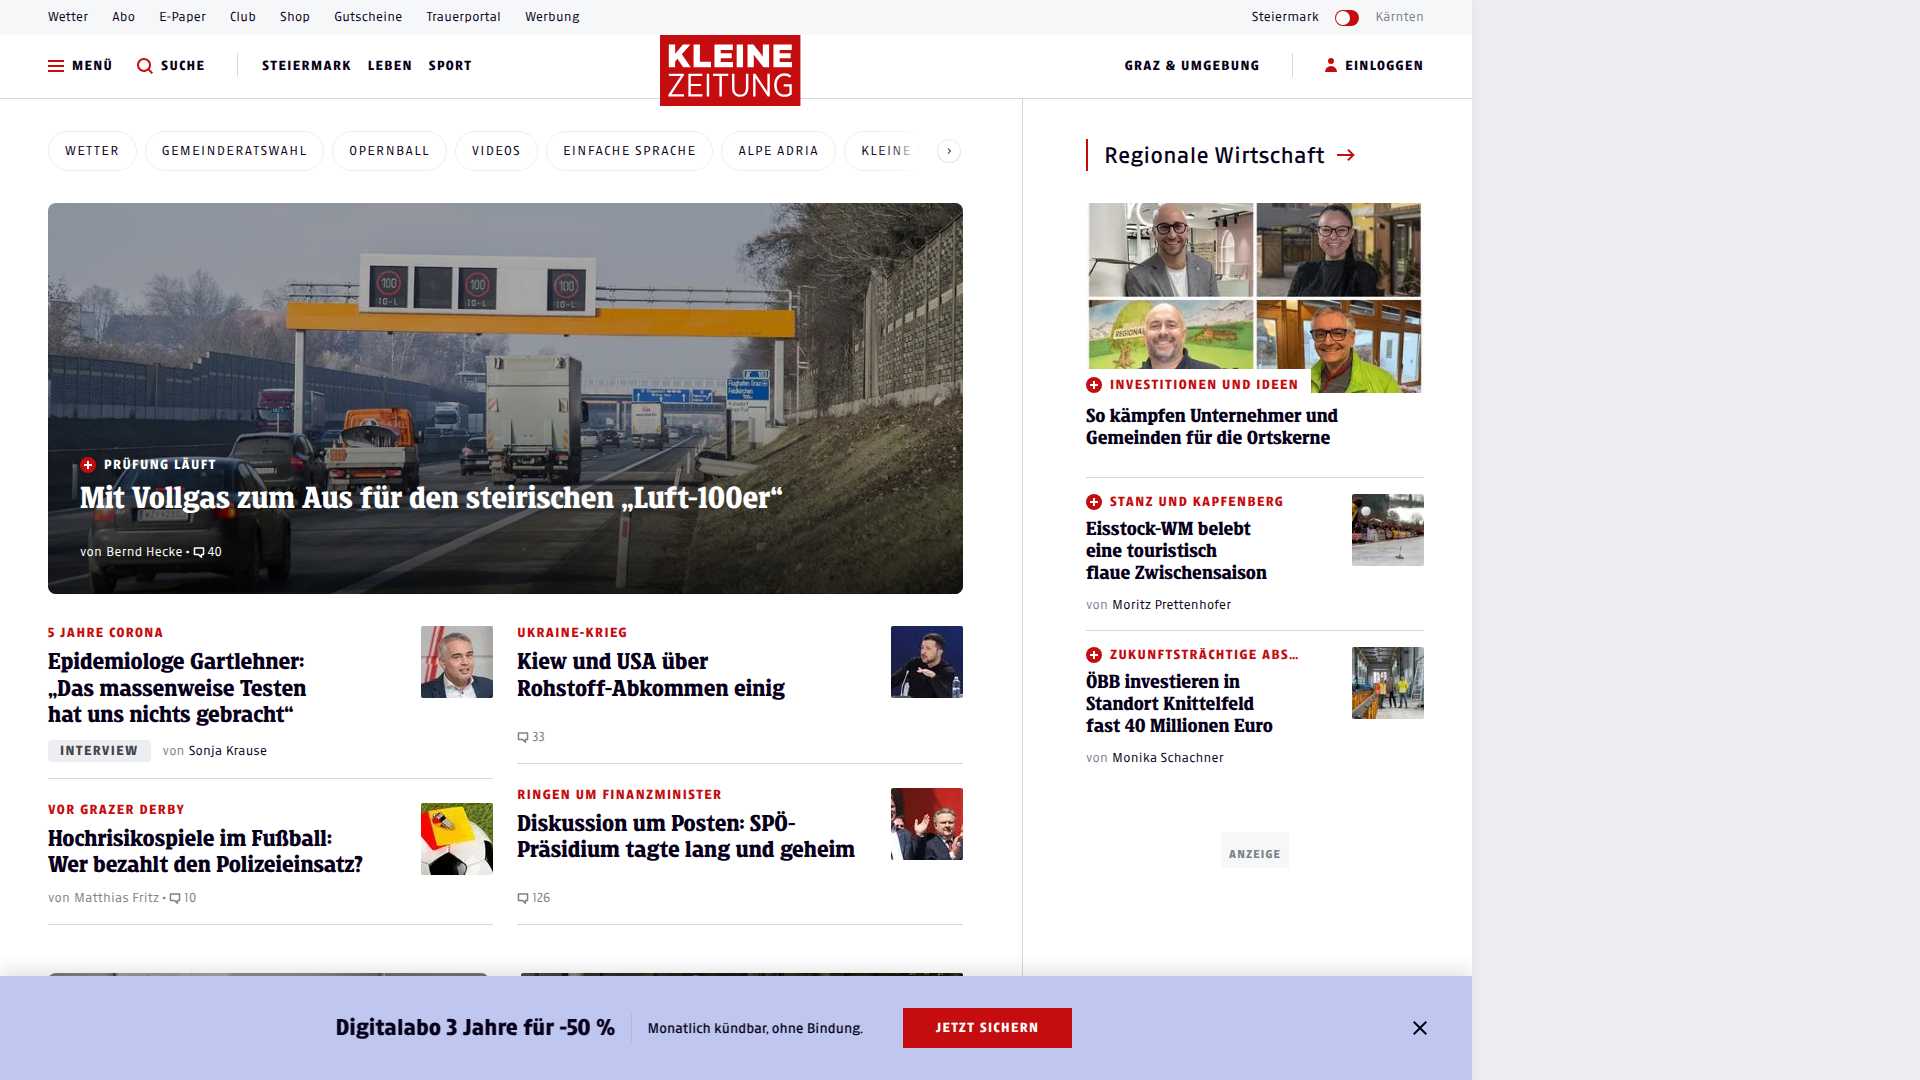 Wetter Abo E-Paper Club Shop Gutscheine Trauerportal Werbung Steiermark Kärnten
MENÜ SUCHE STEIERMARK LEBEN SPORT
KLEINE
ZEITUNG
GRAZ & UMGEBUNG EINLOGGEN
WETTER GEMEINDERATSWAHL OPERNBALL VIDEOS EINFACHE SPRACHE ALPE ADRIA KLEINE
100 100 100
IG-L IG-L IG-L
PRÜFUNG LÄUFT
Mit Vollgas zum Aus für den steirischen „Luft-100er“
von Bernd Hecke • 40
5 JAHRE CORONA
Epidemiologe Gartlehner:
„Das massenweise Testen
hat uns nichts gebracht“
INTERVIEW von Sonja Krause
VOR GRAZER DERBY
Hochrisikospiele im Fußball:
Wer bezahlt den Polizeieinsatz?
von Matthias Fritz • 10
UKRAINE-KRIEG
Kiew und USA über
Rohstoff-Abkommen einig
33
RINGEN UM FINANZMINISTER
Diskussion um Posten: SPÖ-
Präsidium tagte lang und geheim
126
Regionale Wirtschaft
INVESTITIONEN UND IDEEN
So kämpfen Unternehmer und
Gemeinden für die Ortskerne
STANZ UND KAPFENBERG
Eisstock-WM belebt
eine touristisch
flaue Zwischensaison
von Moritz Prettenhofer
ZUKUNFTSTRÄCHTIGE ABS...
ÖBB investieren in
Standort Knittelfeld
fast 40 Millionen Euro
von Monika Schachner
ANZEIGE
Digitalabo 3 Jahre für -50 % Monatlich kündbar, ohne Bindung. JETZT SICHERN